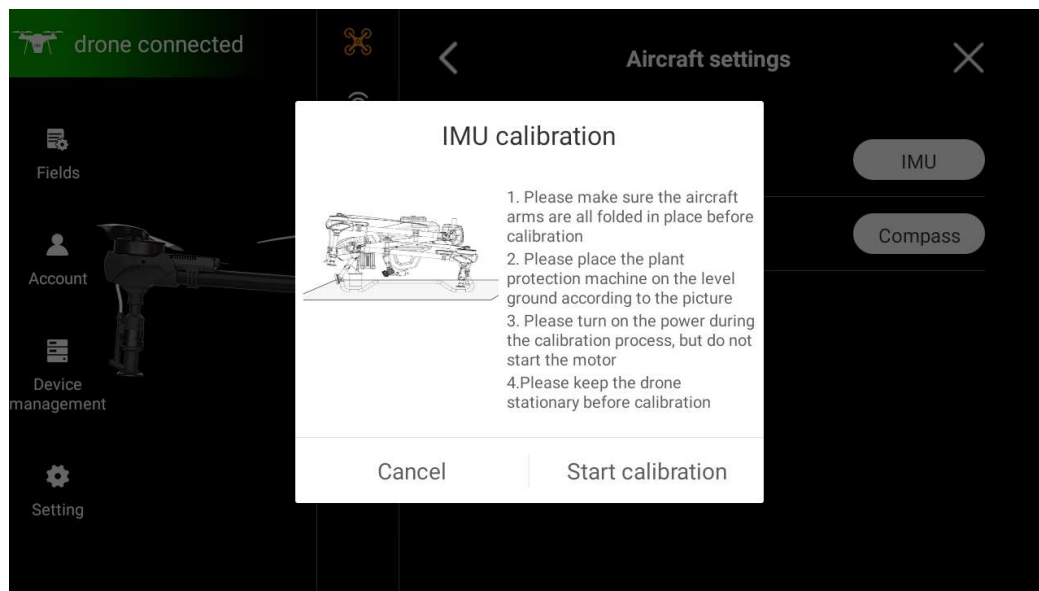 drone connected
Aircraft settings
Fields
Account
Device
management
Setting
IMU
Compass
IMU calibration
1. Please make sure the aircraft
arms are all folded in place before
calibration
2. Please place the plant
protection machine on the level
ground according to the picture
3. Please turn on the power during
the calibration process, but do not
start the motor
4.Please keep the drone
stationary before calibration
Cancel
Start calibration